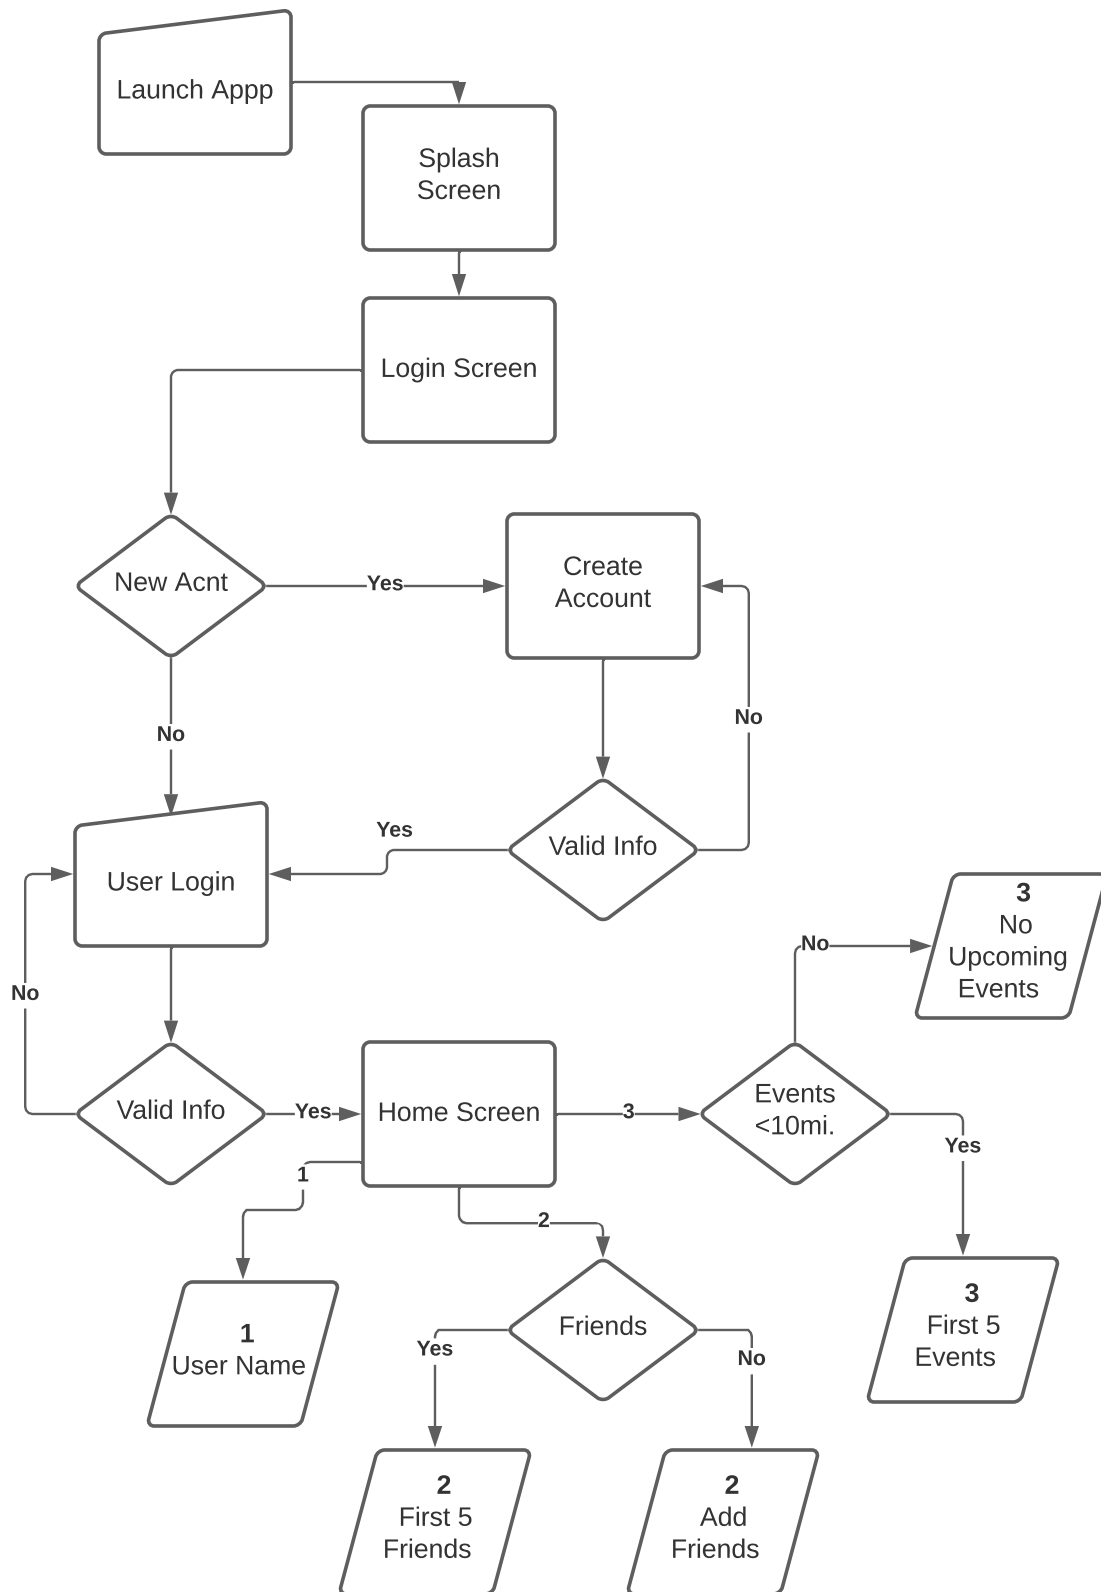 Launch Appp
Splash
Screen
Login Screen
New Acnt
Yes
Create
Account
No
No
Yes
Valid Info
User Login
No
3
No
Upcoming
Events
No
Valid Info
Yes
Home Screen
3
Events
<10mi.
Yes
1
2
1
User Name
Friends
Yes
No
3
First 5
Events
2
First 5
Friends
2
Add
Friends